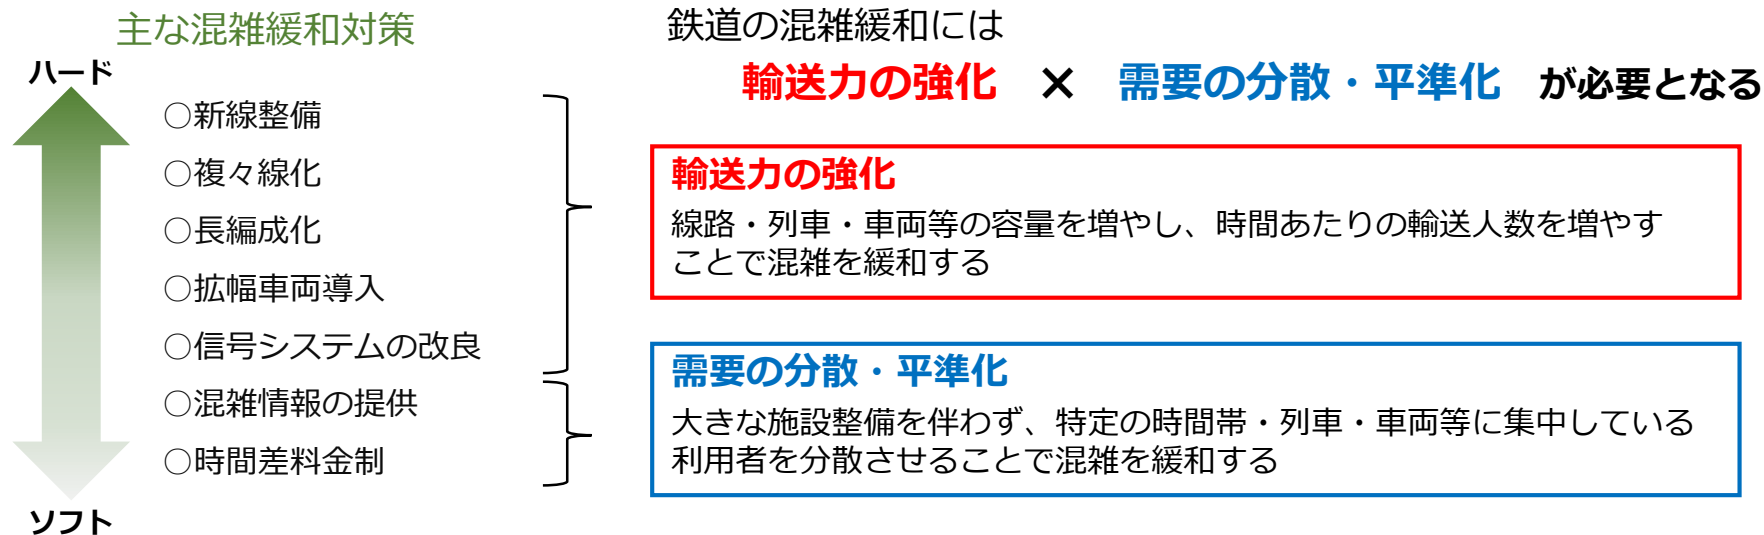 主な混雑緩和対策
ハード
○新線整備
○複々線化
○長編成化
○拡幅車両導入
○信号システムの改良
○混雑情報の提供
○時間差料金制
ソフト
鉄道の混雑緩和には
輸送力の強化 × 需要の分散・平準化 が必要となる
輸送力の強化
線路・列車・車両等の容量を増やし、時間あたりの輸送人数を増やす
ことで混雑を緩和する
需要の分散・平準化
大きな施設整備を伴わず、特定の時間帯・列車・車両等に集中している
利用者を分散させることで混雑を緩和する